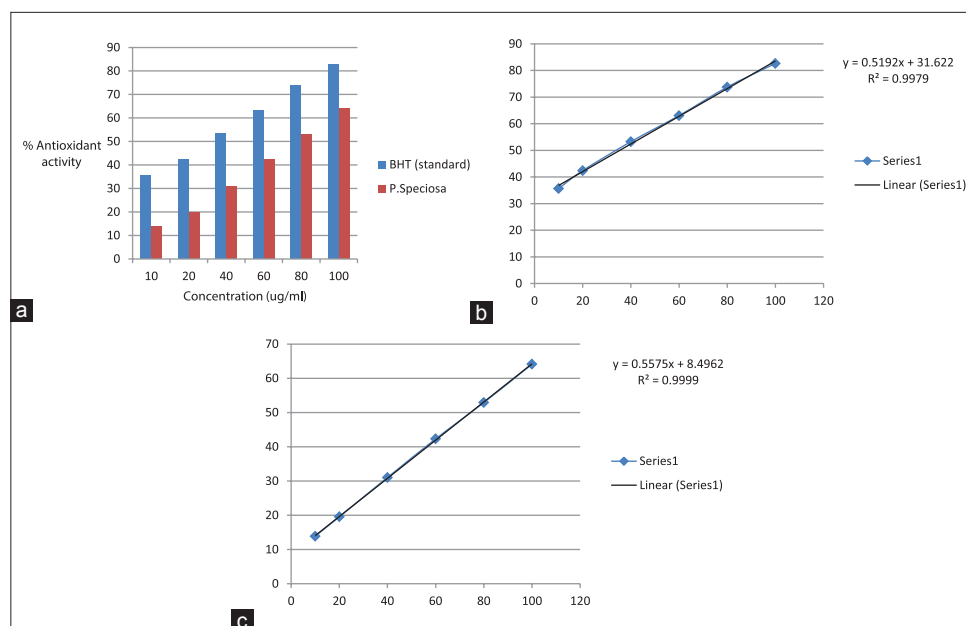 90
80
70
60
50
40
30
20
10
0
% Antioxidant
activity
10 20 40 60 80 100
Concentration (ug/ml)
BHT (standard)
P.Speciosa
a
90
80
70
60
50
40
30
20
10
0
0 20 40 60 80 100 120
y = 0.5192x + 31.622
R² = 0.9979
Series1
Linear (Series1)
b
70
60
50
40
30
20
10
0
0 20 40 60 80 100 120
y = 0.5575x + 8.4962
R² = 0.9999
Series1
Linear (Series1)
c